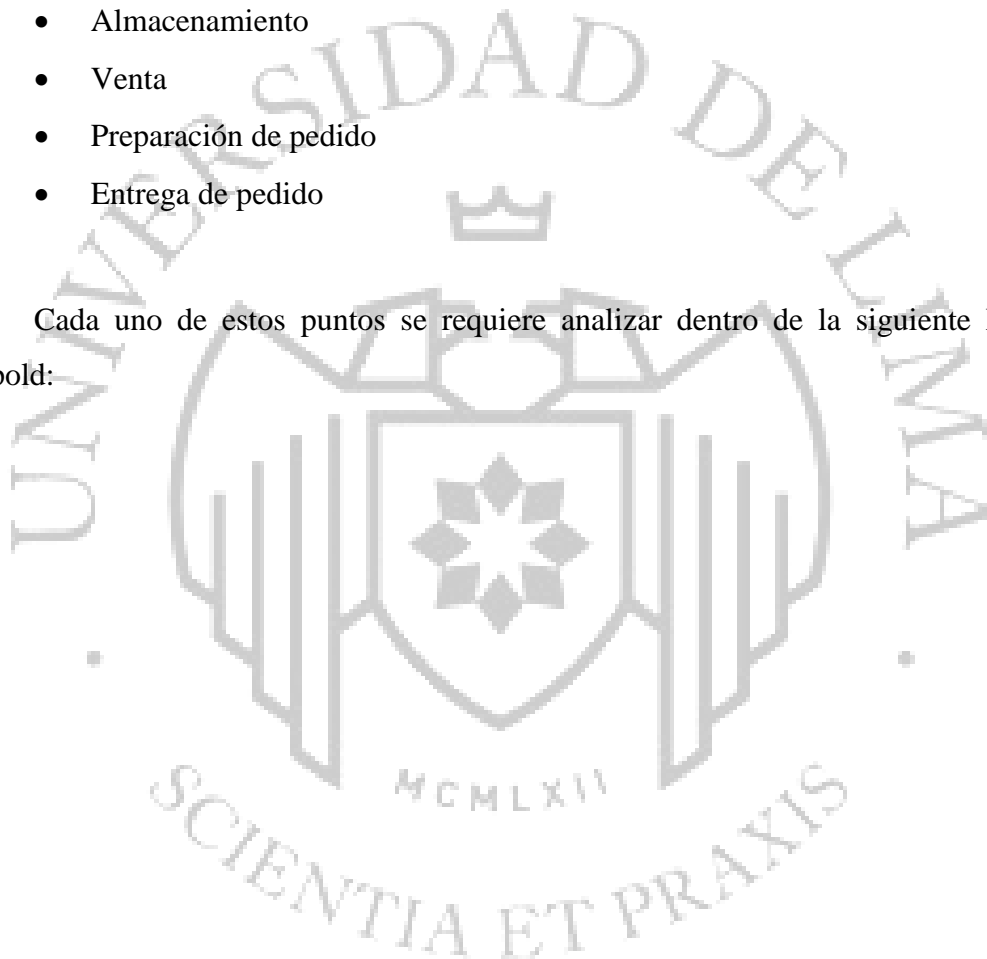 • Almacenamiento
• Venta
• Preparación de pedido
• Entrega de pedido
Cada uno de estos puntos se requiere analizar dentro de la siguiente
UNIVERSIDAD DE LIMA
MCMLXII
SCIENTIA ET PRAXIS